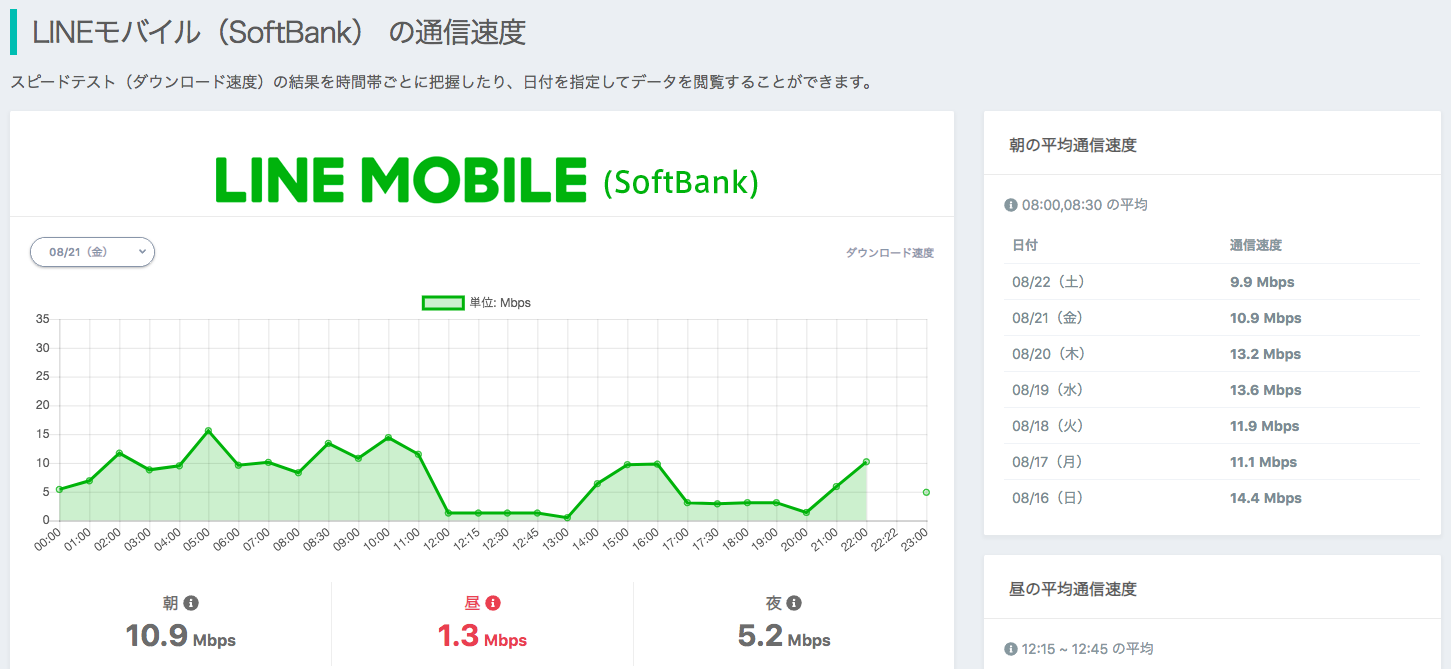 LINEモバイル（SoftBank） の通信速度
スピードテスト（ダウンロード速度）の結果を時間帯ごとに把握したり、日付を指定してデータを閲覧することができます。
LINE MOBILE (SoftBank)
08/21（金）
ダウンロード速度
単位: Mbps
35
30
25
20
15
10
5
0
00:00 01:00 02:00 03:00 04:00 05:00 06:00 07:00 08:00 08:30 09:00 10:00 11:00 12:00 12:15 12:30 12:45 13:00 14:00 15:00 16:00 17:00 17:30 18:00 19:00 20:00 21:00 22:00 22:22 23:00
朝 昼 夜
10.9 Mbps 1.3 Mbps 5.2 Mbps
朝の平均通信速度
08:00,08:30 の平均
日付 通信速度
08/22（土） 9.9 Mbps
08/21（金） 10.9 Mbps
08/20（木） 13.2 Mbps
08/19（水） 13.6 Mbps
08/18（火） 11.9 Mbps
08/17（月） 11.1 Mbps
08/16（日） 14.4 Mbps
昼の平均通信速度
12:15 ~ 12:45 の平均